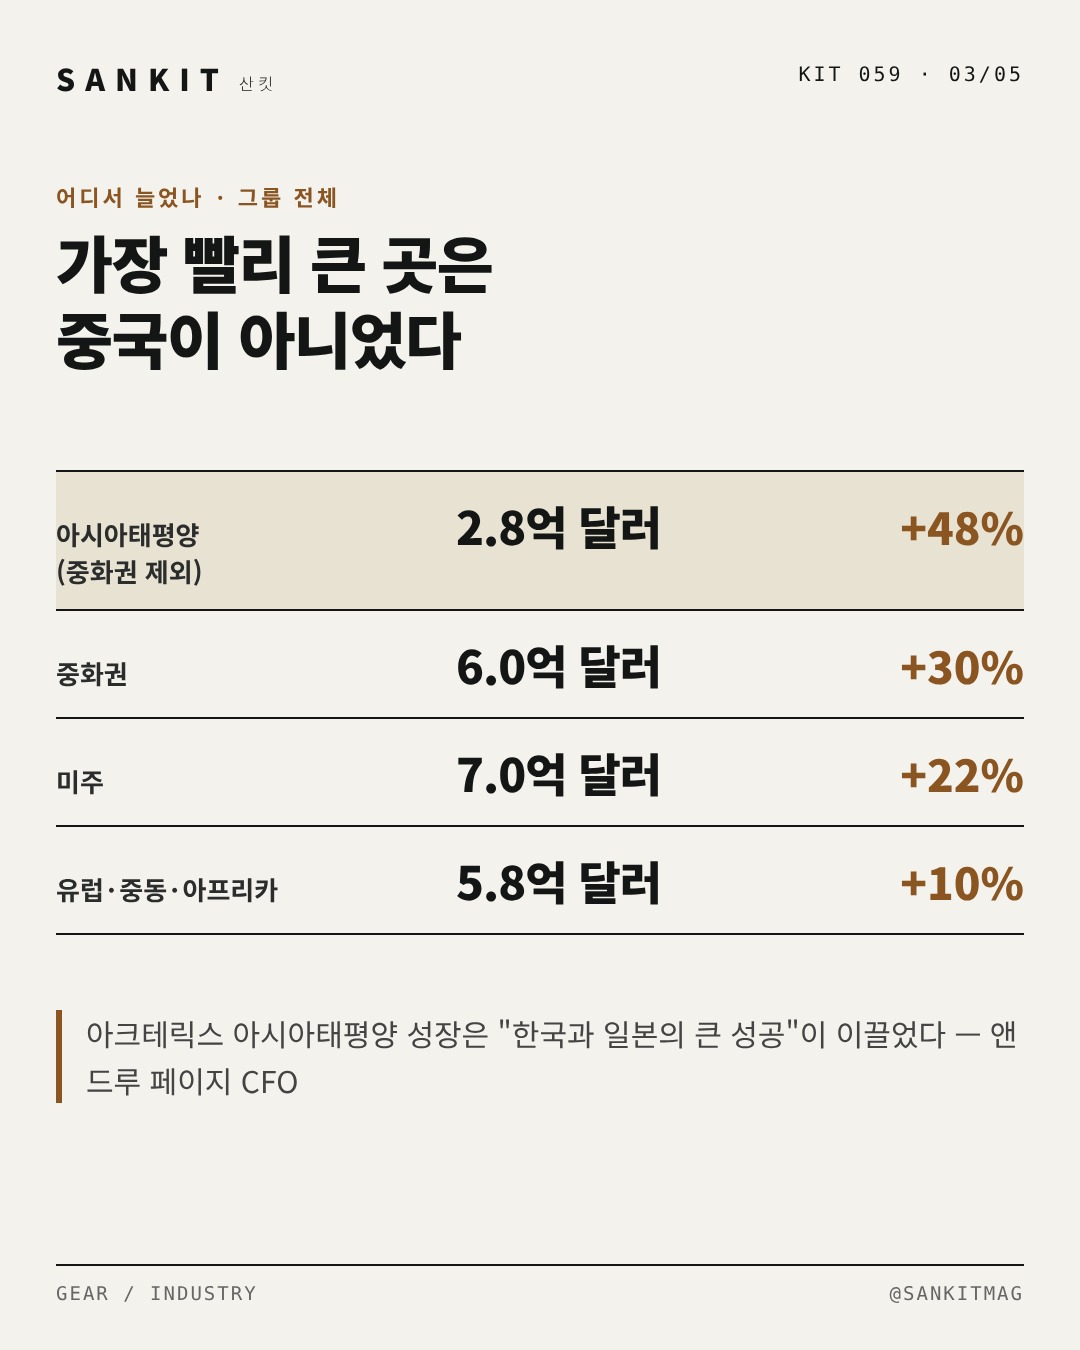 SANKIT 산킷
KIT 059 · 03/05
어디서 늘었나 · 그룹 전체
가장 빨리 큰 곳은
중국이 아니었다
아시아태평양
(중화권 제외)
2.8억 달러
+48%
중화권
6.0억 달러
+30%
미주
7.0억 달러
+22%
유럽·중동·아프리카
5.8억 달러
+10%
아크테릭스 아시아태평양 성장은 "한국과 일본의 큰 성공"이 이끌었다 — 앤
드루 페이지 CFO
GEAR / INDUSTRY
@SANKITMAG